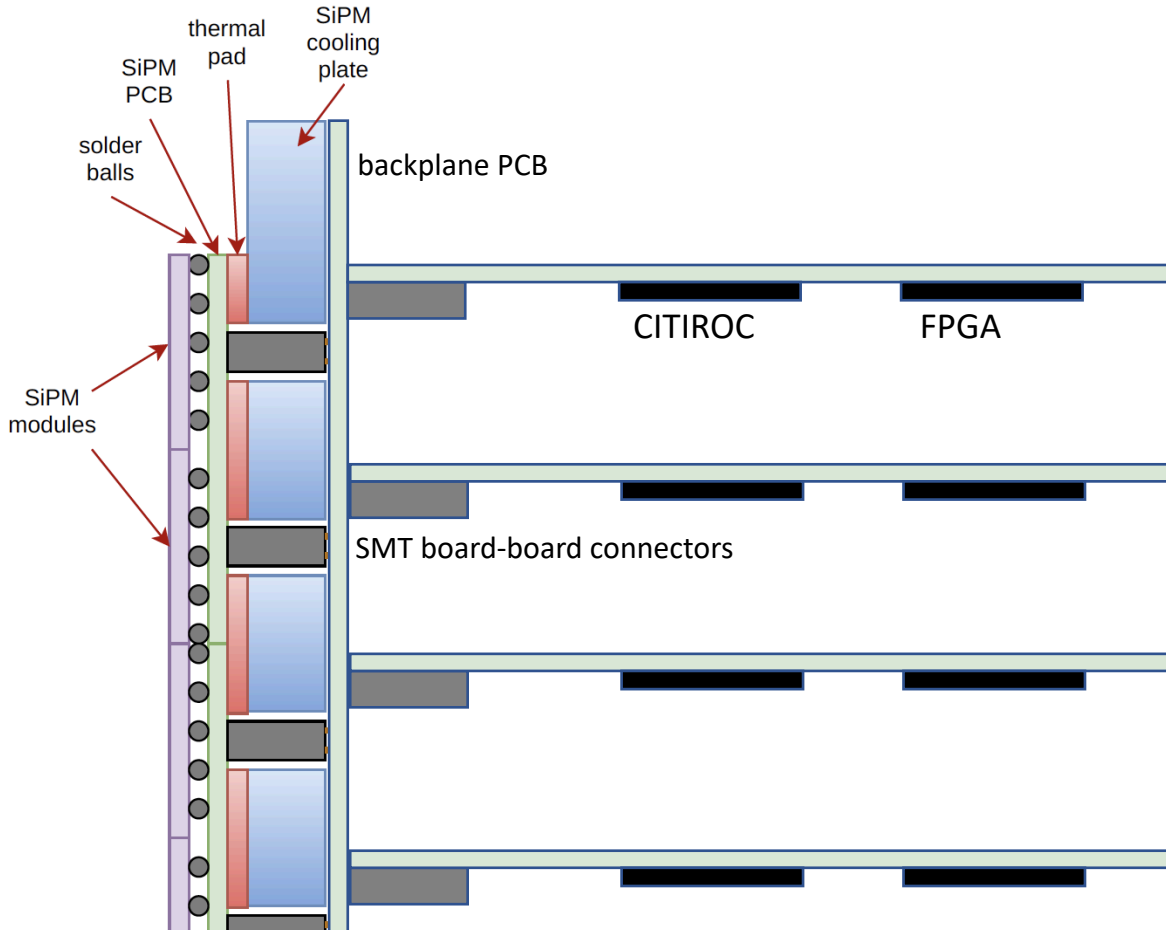 SiPM
cooling
plate
thermal
pad
SiPM
PCB
solder
balls
backplane PCB
CITIROC
FPGA
SiPM
modules
SMT board-board connectors